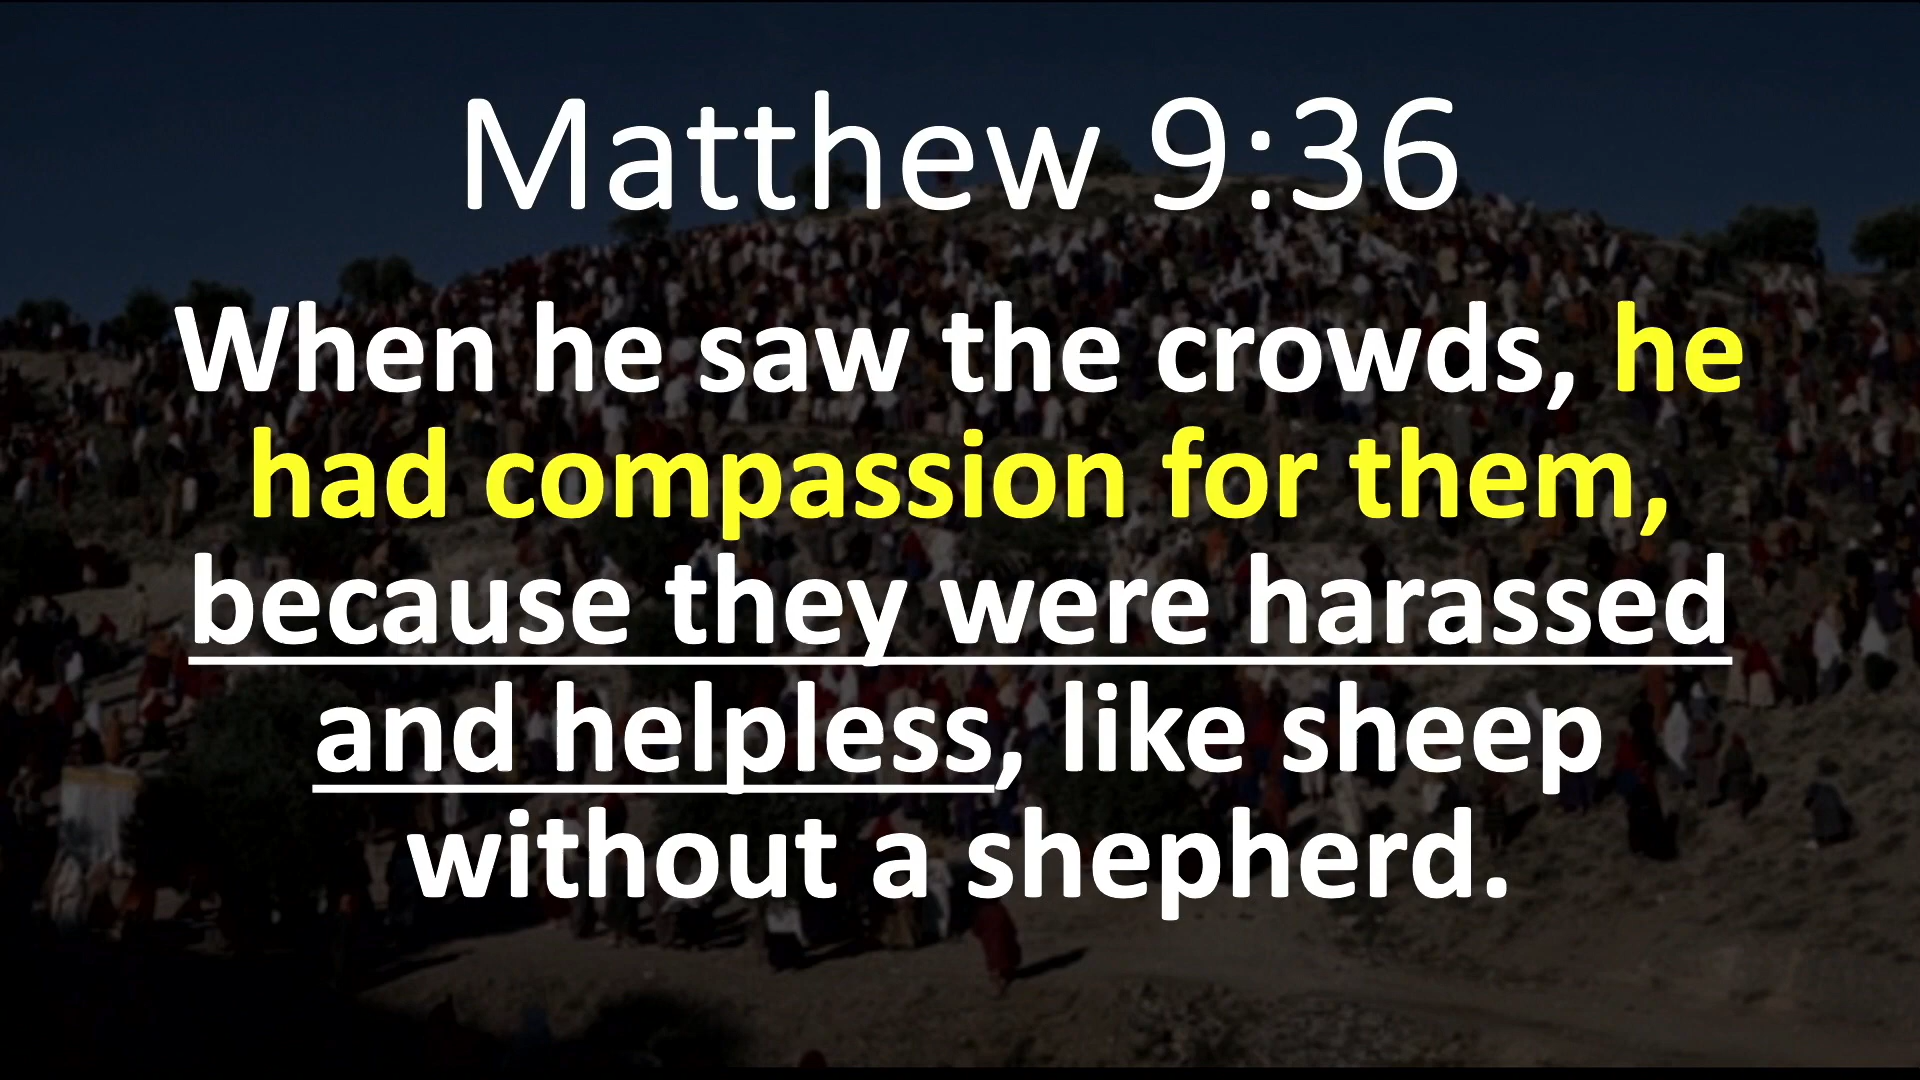 Matthew 9:36
When he saw the crowds, he
had compassion for them,
because they were harassed
and helpless, like sheep
without a shepherd.